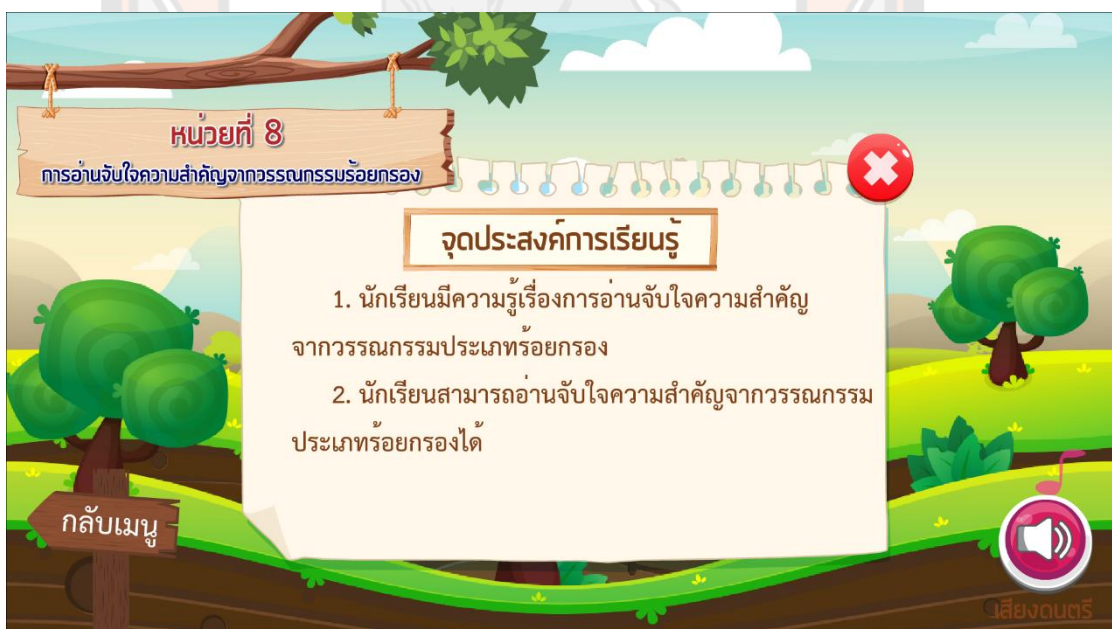 หน่วยที่ 8
การอ่านจับใจความสำคัญจากวรรณกรรมร้อยกรอง
จุดประสงค์การเรียนรู้
1. นักเรียนมีความรู้เรื่องการอ่านจับใจความสำคัญ
จากวรรณกรรมประเภทร้อยกรอง
2. นักเรียนสามารถอ่านจับใจความสำคัญจากวรรณกรรม
ประเภทร้อยกรองได้
กลับเมนู
เสียงดนตรี